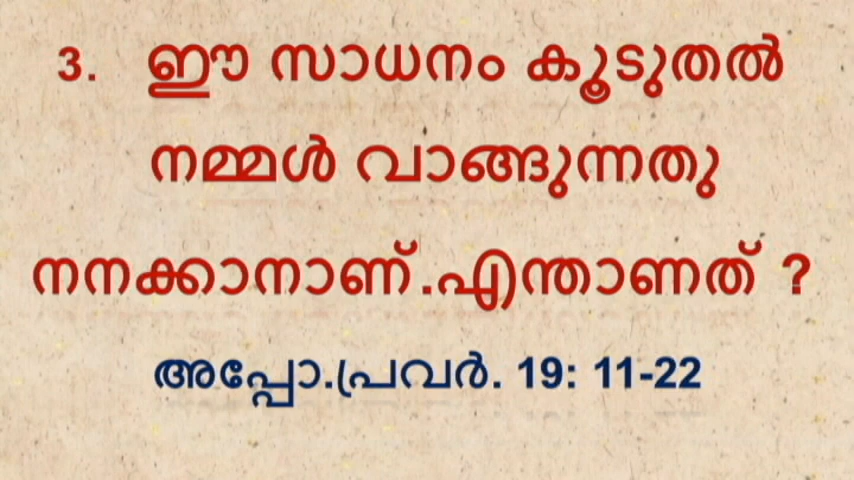 3. ഈ സാധനം കൂടുതൽ
നമ്മൾ വാങ്ങുന്നതു
നനക്കാനാണ്.എന്താണത് ?
അപ്പോ.പ്രവർ. 19: 11-22